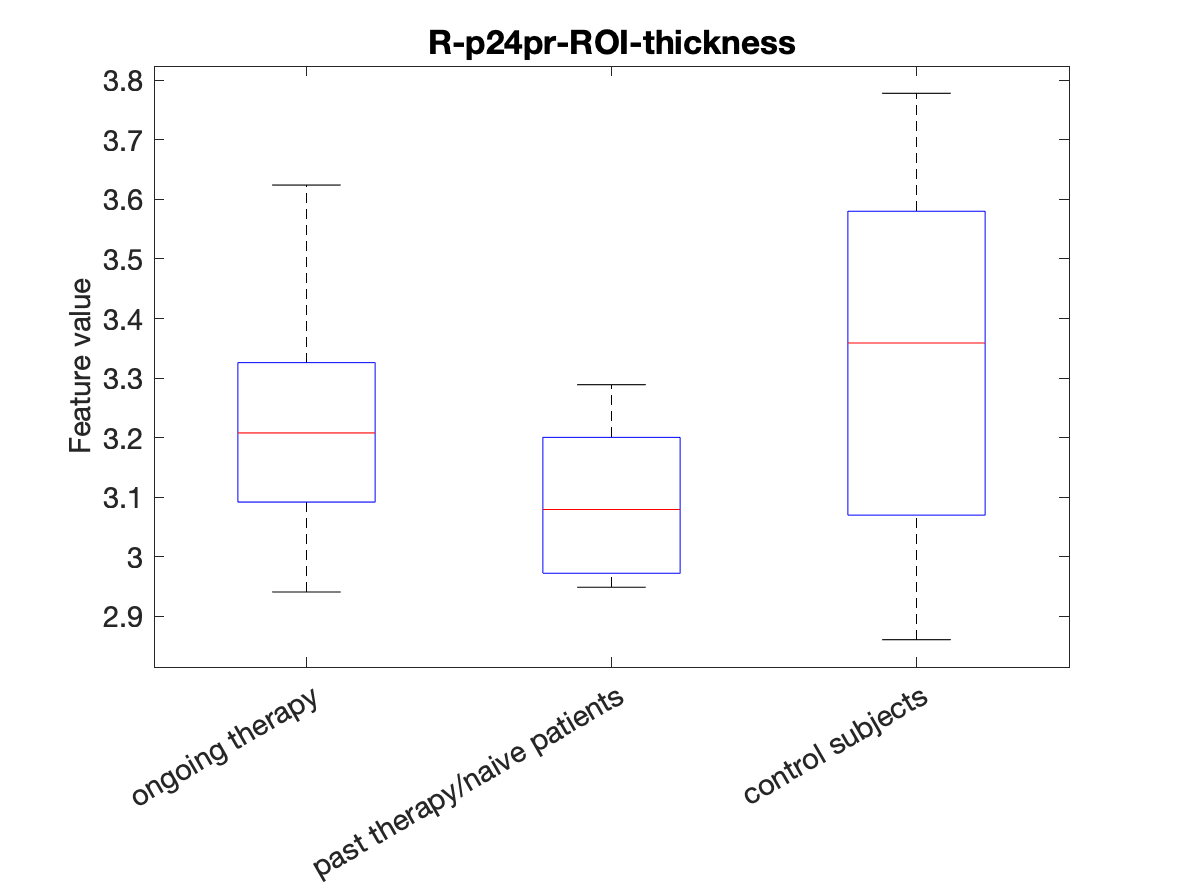 R-p24pr-ROI-thickness
Feature value
3.8
3.7
3.6
3.5
3.4
3.3
3.2
3.1
3
2.9
ongoing therapy
past therapy/naive patients
control subjects